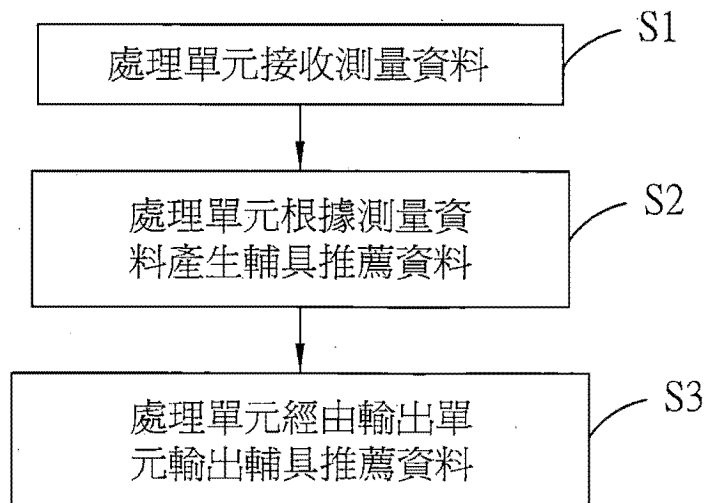 處理單元接收測量資料
S1
處理單元根據測量資
料產生輔具推薦資料
S2
處理單元經由輸出單
元輸出輔具推薦資料
S3